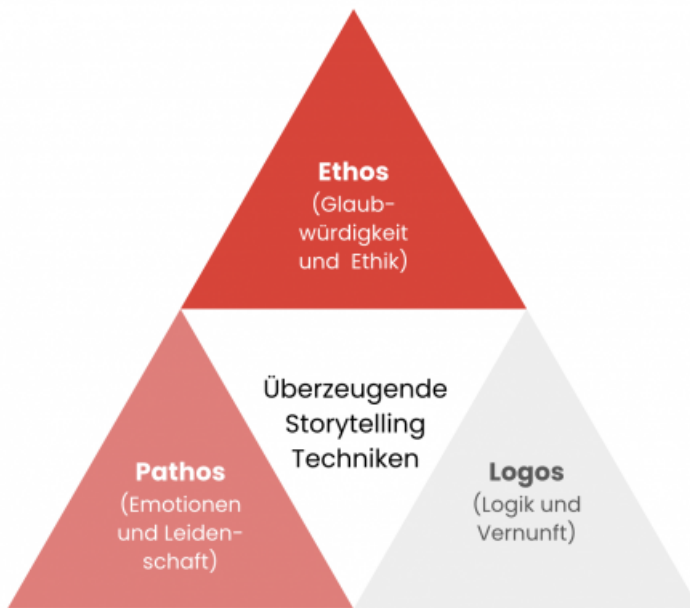 Ethos
(Glaub-
würdigkeit
und Ethik)
Überzeugende
Storytelling
Techniken
Pathos
(Emotionen
und Leiden-
schaft)
Logos
(Logik und
Vernunft)